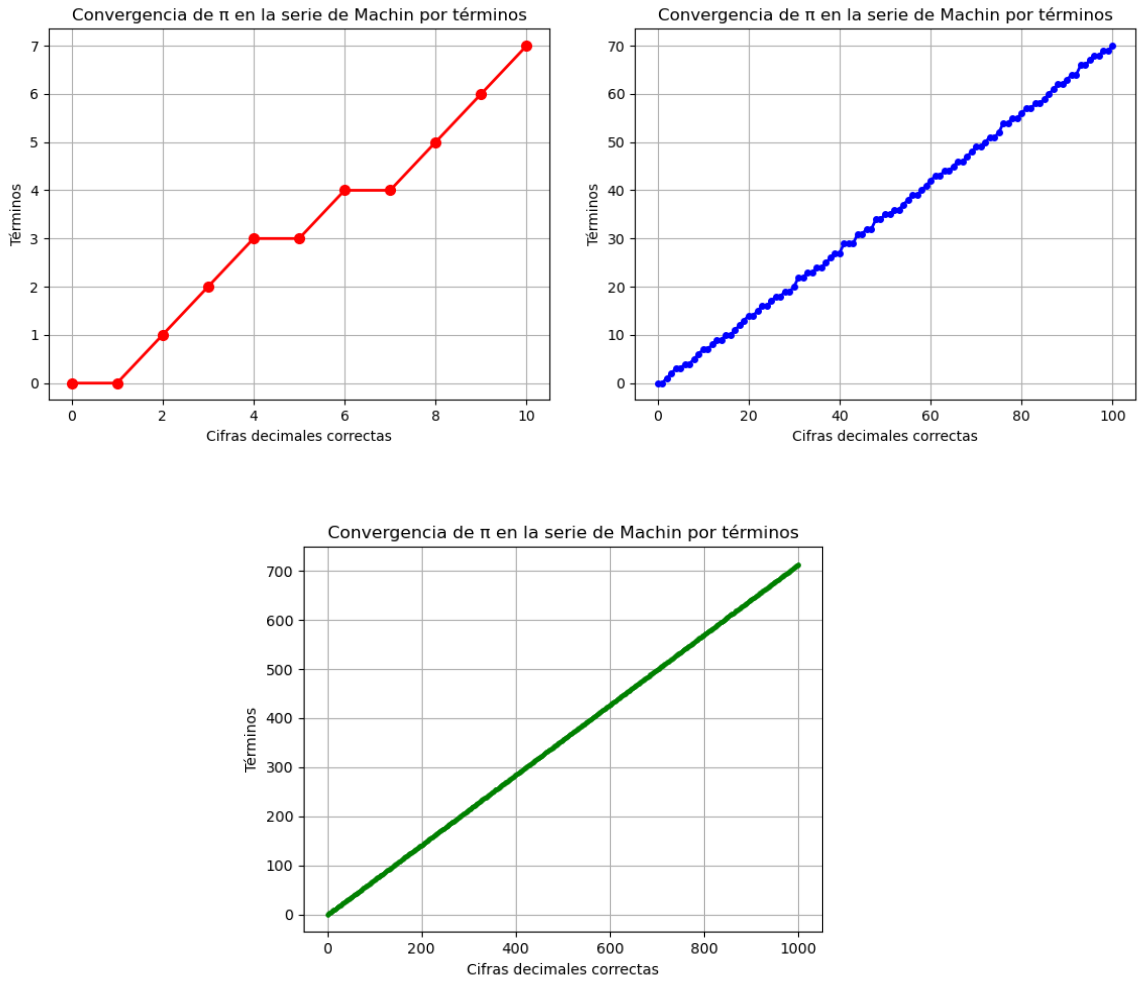 Convergencia de π en la serie de Machin por términos
7
6
5
4
3
2
1
0
Términos
0 2 4 6 8 10
Cifras decimales correctas
Convergencia de π en la serie de Machin por términos
70
60
50
40
30
20
10
0
Términos
0 20 40 60 80 100
Cifras decimales correctas
Convergencia de π en la serie de Machin por términos
700
600
500
400
300
200
100
0
Términos
0 200 400 600 800 1000
Cifras decimales correctas